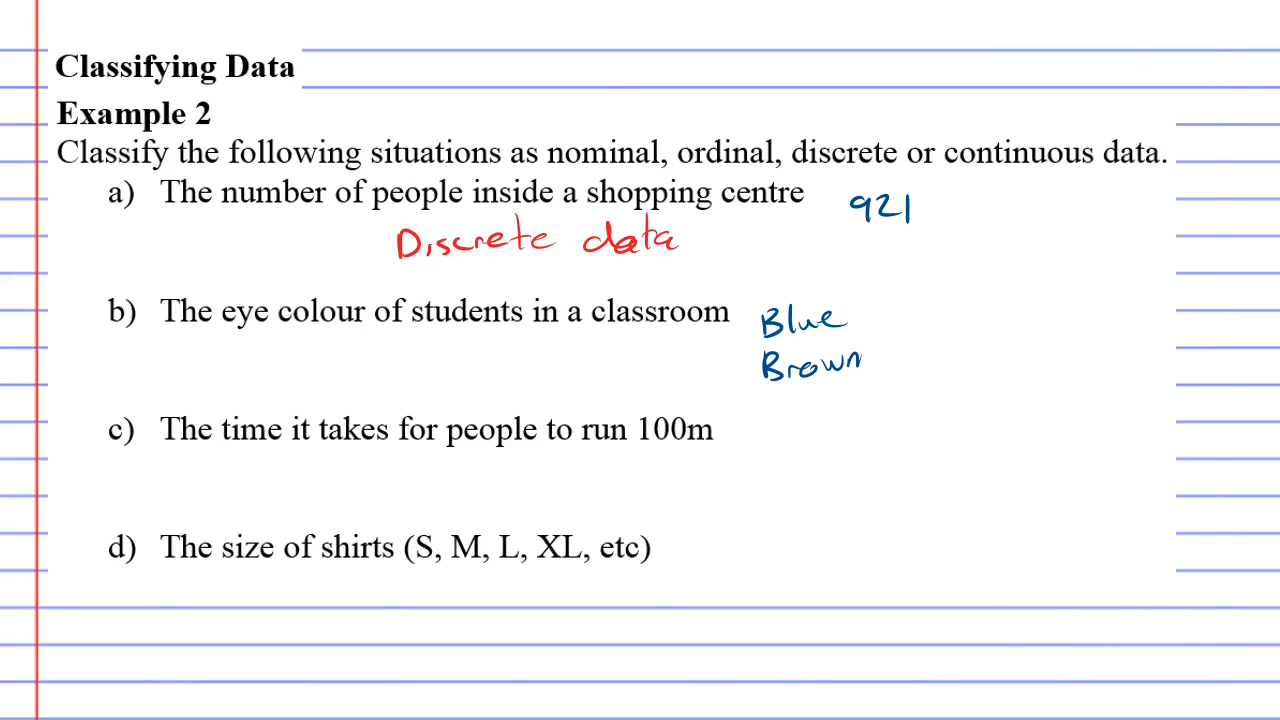 Classifying Data
Example 2
Classify the following situations as nominal, ordinal, discrete or continuous data.
a) The number of people inside a shopping centre 921
Discrete data
b) The eye colour of students in a classroom Blue
Brown
c) The time it takes for people to run 100m
d) The size of shirts (S, M, L, XL, etc)